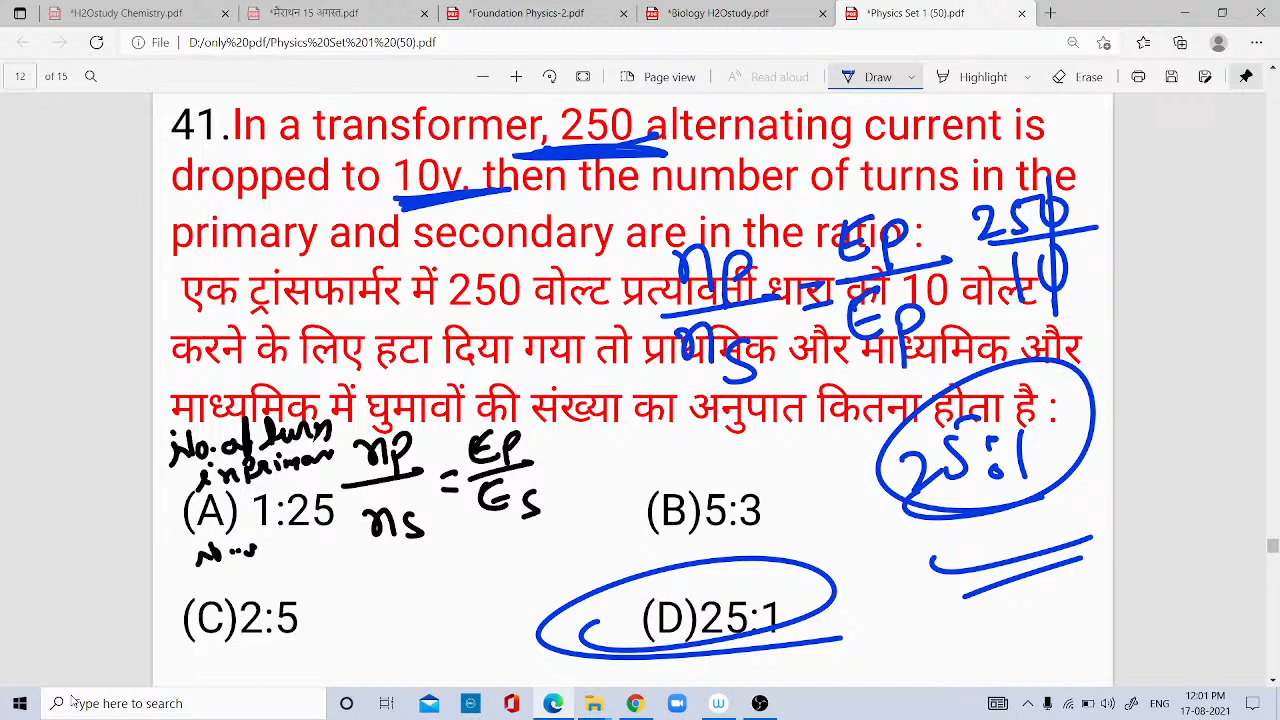 *H2Ostudy Chemistry.pdf
*मेराथन 15 अगस्त.pdf
*Foundation Physics-2.pdf
*Biology H2Ostudy.pdf
*Physics Set 1 (50).pdf
File
D:/only%20pdf/Physics%20Set%201%20(50).pdf
12 of 15
Page view
Read aloud
Draw
Highlight
Erase
41.In a transformer, 250 alternating current is
dropped to 10v. then the number of turns in the
primary and secondary are in the ratio :
250
10
np = Ep
ns Ep
एक ट्रांसफार्मर में 250 वोल्ट प्रत्यावर्ती धारा को 10 वोल्ट
करने के लिए हटा दिया गया तो प्राथमिक और माध्यमिक और
माध्यमिक में घुमावों की संख्या का अनुपात कितना होता है :
25:1
No. of turn
in Primar
np = Ep
ns Es
(A) 1:25
(B)5:3
(C)2:5
(D)25:1
Type here to search
ENG
12:01 PM
17-08-2021